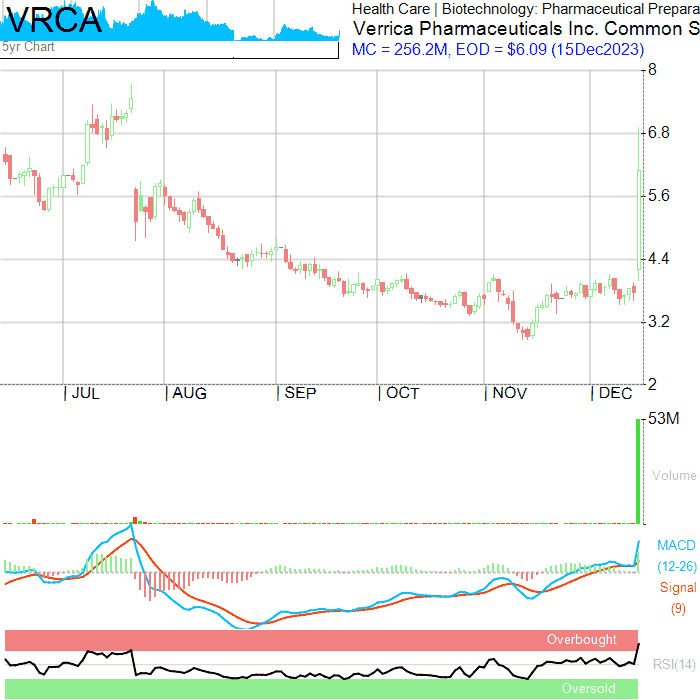 VRCA
5yr Chart
Health Care | Biotechnology: Pharmaceutical Prepara
Verrica Pharmaceuticals Inc. Common S
MC = 256.2M, EOD = $6.09 (15Dec2023)
8
6.8
5.6
4.4
3.2
2
JUL AUG SEP OCT NOV DEC
53M
Volume
MACD
(12-26)
Signal
(9)
Overbought
RSI(14)
Oversold